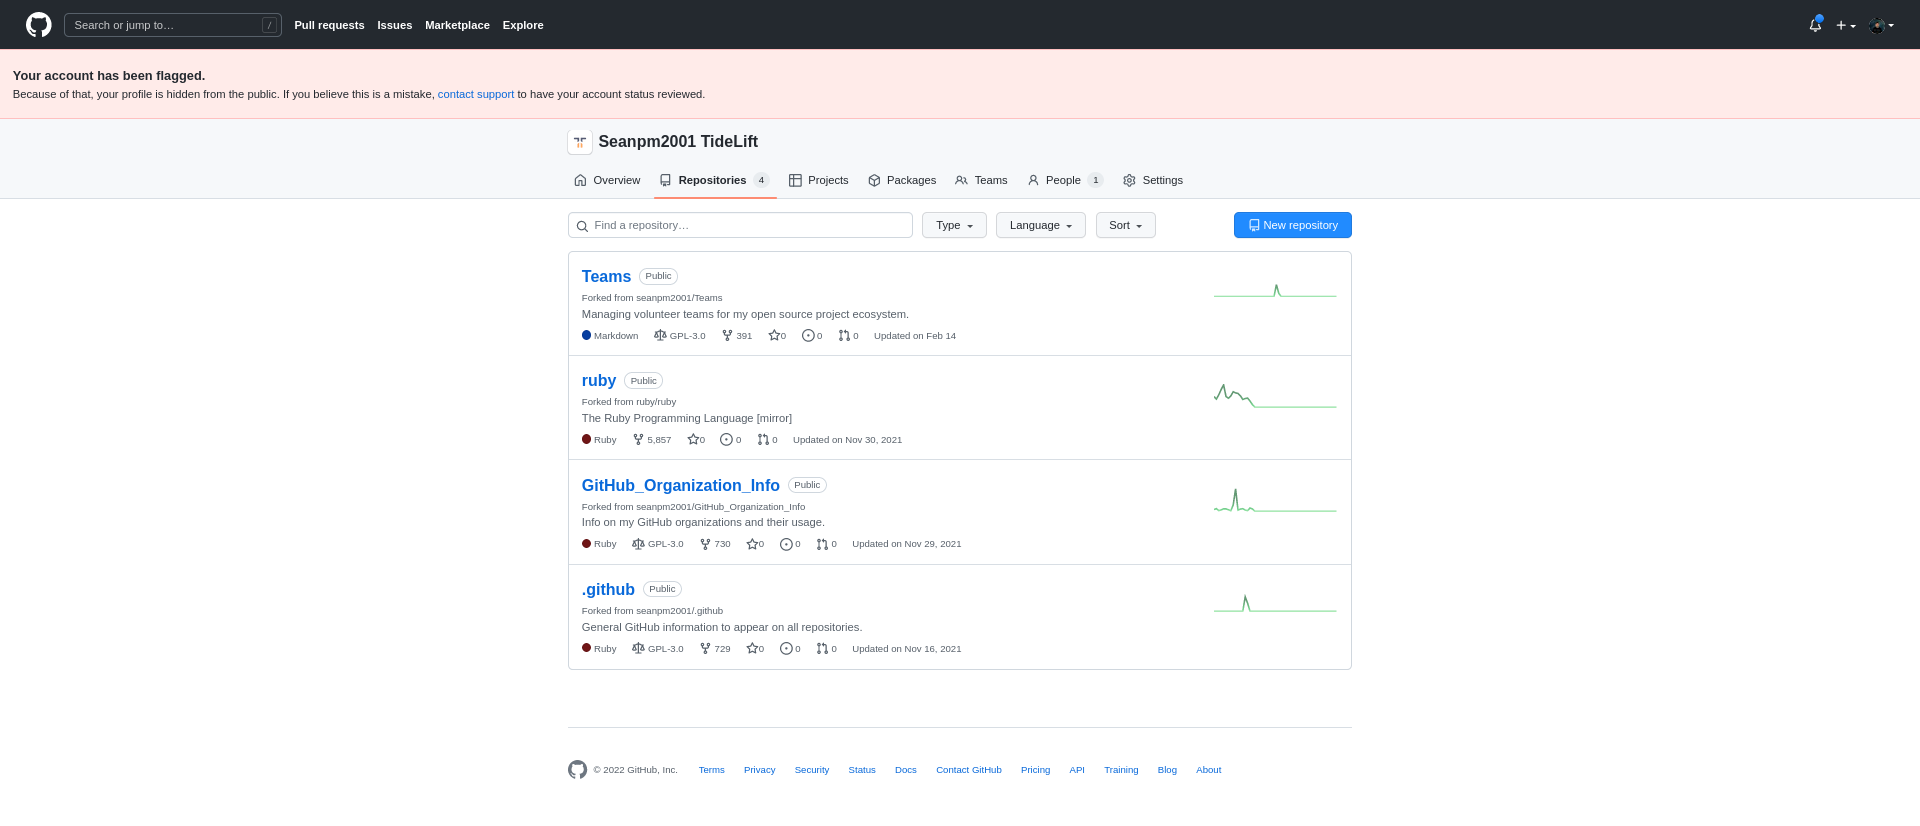 Search or jump to…
/
Pull requests Issues Marketplace Explore
Your account has been flagged.
Because of that, your profile is hidden from the public. If you believe this is a mistake, contact support to have your account status reviewed.
Seanpm2001 TideLift
Overview Repositories 4 Projects Packages Teams People 1 Settings
Find a repository… Type Language Sort New repository
Teams Public
Forked from seanpm2001/Teams
Managing volunteer teams for my open source project ecosystem.
Markdown GPL-3.0 391 0 0 0 Updated on Feb 14
ruby Public
Forked from ruby/ruby
The Ruby Programming Language [mirror]
Ruby 5,857 0 0 0 Updated on Nov 30, 2021
GitHub_Organization_Info Public
Forked from seanpm2001/GitHub_Organization_Info
Info on my GitHub organizations and their usage.
Ruby GPL-3.0 730 0 0 0 Updated on Nov 29, 2021
.github Public
Forked from seanpm2001/.github
General GitHub information to appear on all repositories.
Ruby GPL-3.0 729 0 0 0 Updated on Nov 16, 2021
© 2022 GitHub, Inc. Terms Privacy Security Status Docs Contact GitHub Pricing API Training Blog About